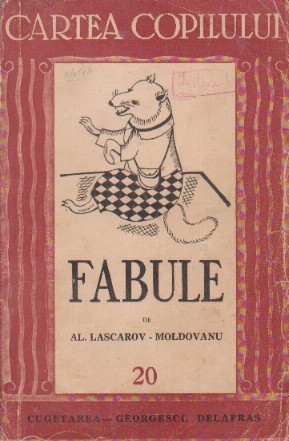 CARTEA COPILULUI
FABULE
DE
AL. LASCAROV - MOLDOVANU
20
CUGETAREA — GEORGESCU DELAFRAS